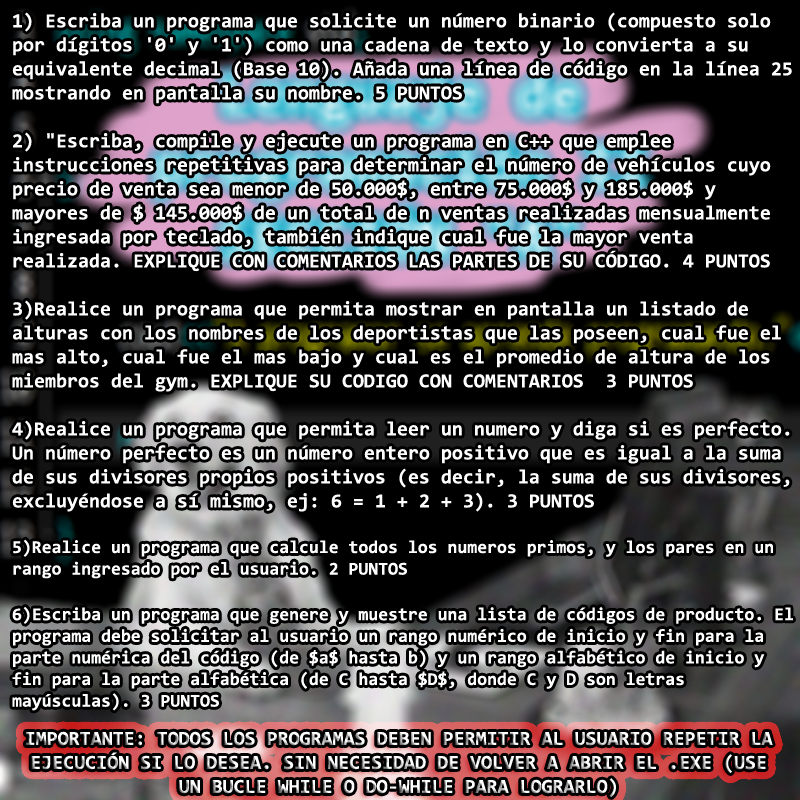 1) Escriba un programa que solicite un número binario (compuesto solo
por dígitos '0' y '1') como una cadena de texto y lo convierta a su
equivalente decimal (Base 10). Añada una línea de código en la línea 25
mostrando en pantalla su nombre. 5 PUNTOS
2) "Escriba, compile y ejecute un programa en C++ que emplee
instrucciones repetitivas para determinar el número de vehículos cuyo
precio de venta sea menor de 50.000$, entre 75.000$ y 185.000$ y
mayores de $ 145.000$ de un total de n ventas realizadas mensualmente
ingresada por teclado, también indique cual fue la mayor venta
realizada. EXPLIQUE CON COMENTARIOS LAS PARTES DE SU CÓDIGO. 4 PUNTOS
3)Realice un programa que permita mostrar en pantalla un listado de
alturas con los nombres de los deportistas que las poseen, cual fue el
mas alto, cual fue el mas bajo y cual es el promedio de altura de los
miembros del gym. EXPLIQUE SU CODIGO CON COMENTARIOS  3 PUNTOS
4)Realice un programa que permita leer un numero y diga si es perfecto.
Un número perfecto es un número entero positivo que es igual a la suma
de sus divisores propios positivos (es decir, la suma de sus divisores,
excluyéndose a sí mismo, ej: 6 = 1 + 2 + 3). 3 PUNTOS
5)Realice un programa que calcule todos los numeros primos, y los pares en un
rango ingresado por el usuario. 2 PUNTOS
6)Escriba un programa que genere y muestre una lista de códigos de producto. El
programa debe solicitar al usuario un rango numérico de inicio y fin para la
parte numérica del código (de $a$ hasta b) y un rango alfabético de inicio y
fin para la parte alfabética (de C hasta $D$, donde C y D son letras
mayúsculas). 3 PUNTOS
IMPORTANTE: TODOS LOS PROGRAMAS DEBEN PERMITIR AL USUARIO REPETIR LA
EJECUCIÓN SI LO DESEA. SIN NECESIDAD DE VOLVER A ABRIR EL .EXE (USE
UN BUCLE WHILE O DO-WHILE PARA LOGRARLO)